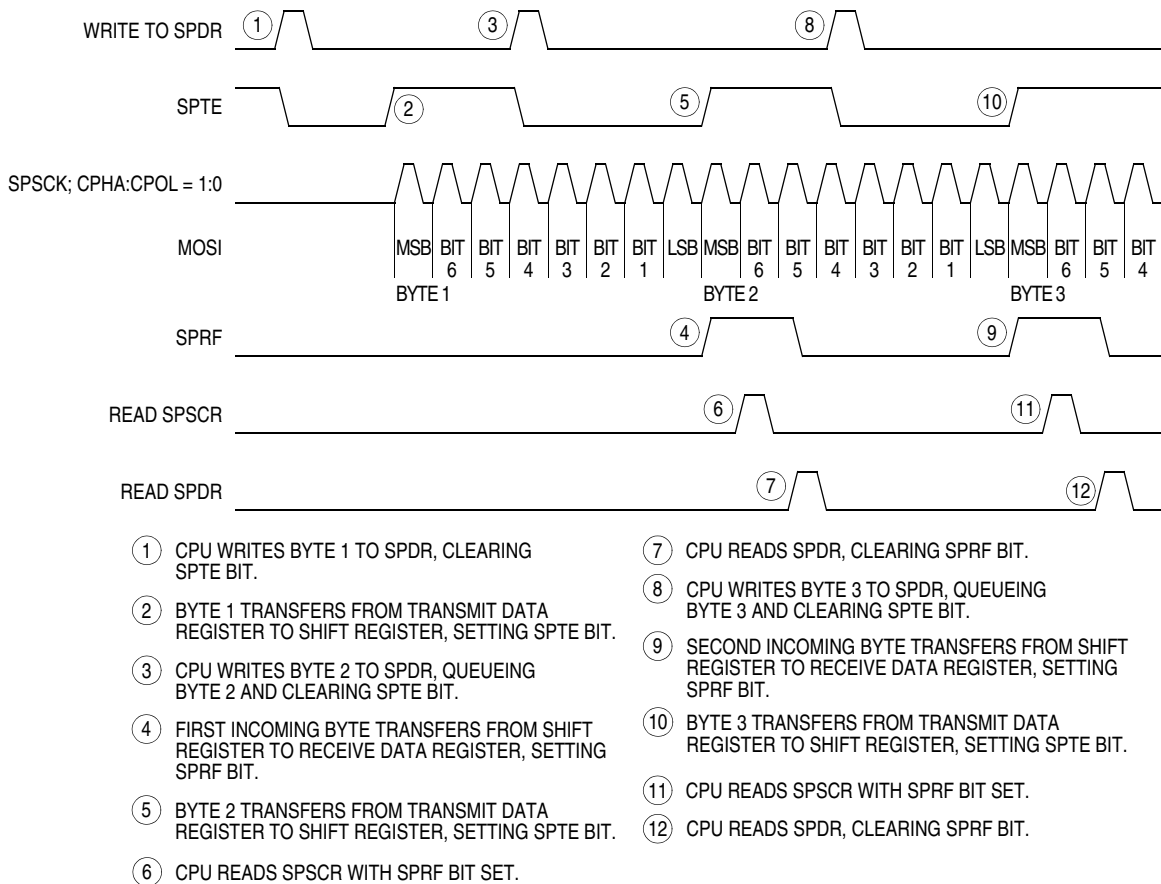 WRITE TO SPDR 1 3 8
SPTE 2 5 10
SPSCK; CPHA:CPOL = 1:0
MOSI MSB BIT 6 BIT 5 BIT 4 BIT 3 BIT 2 BIT 1 LSB MSB BIT 6 BIT 5 BIT 4 BIT 3 BIT 2 BIT 1 LSB MSB BIT 6 BIT 5 BIT 4
BYTE 1 BYTE 2 BYTE 3
SPRF 4 9
READ SPSCR 6 11
READ SPDR 7 12
1 CPU WRITES BYTE 1 TO SPDR, CLEARING
SPTE BIT.
2 BYTE 1 TRANSFERS FROM TRANSMIT DATA
REGISTER TO SHIFT REGISTER, SETTING SPTE BIT.
3 CPU WRITES BYTE 2 TO SPDR, QUEUEING
BYTE 2 AND CLEARING SPTE BIT.
4 FIRST INCOMING BYTE TRANSFERS FROM SHIFT
REGISTER TO RECEIVE DATA REGISTER, SETTING
SPRF BIT.
5 BYTE 2 TRANSFERS FROM TRANSMIT DATA
REGISTER TO SHIFT REGISTER, SETTING SPTE BIT.
6 CPU READS SPSCR WITH SPRF BIT SET.
7 CPU READS SPDR, CLEARING SPRF BIT.
8 CPU WRITES BYTE 3 TO SPDR, QUEUEING
BYTE 3 AND CLEARING SPTE BIT.
9 SECOND INCOMING BYTE TRANSFERS FROM SHIFT
REGISTER TO RECEIVE DATA REGISTER, SETTING
SPRF BIT.
10 BYTE 3 TRANSFERS FROM TRANSMIT DATA
REGISTER TO SHIFT REGISTER, SETTING SPTE BIT.
11 CPU READS SPSCR WITH SPRF BIT SET.
12 CPU READS SPDR, CLEARING SPRF BIT.